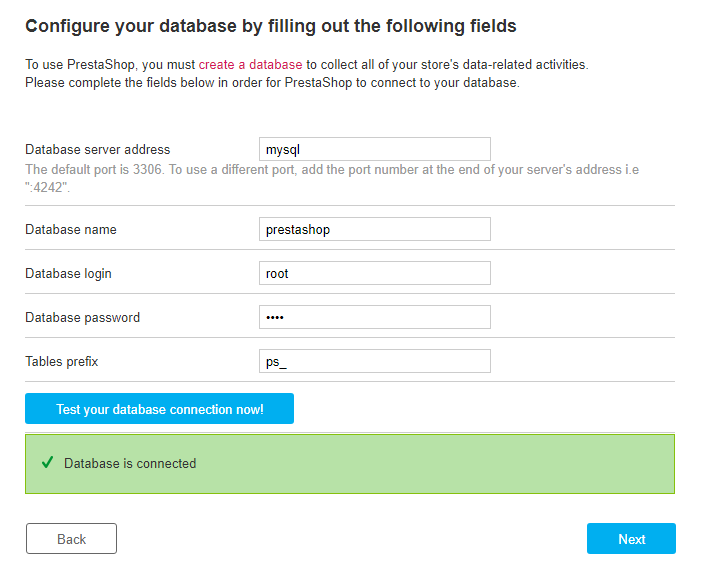 Configure your database by filling out the following fields
To use PrestaShop, you must create a database to collect all of your store's data-related activities.
Please complete the fields below in order for PrestaShop to connect to your database.
Database server address mysql
The default port is 3306. To use a different port, add the port number at the end of your server's address i.e
":4242".
Database name prestashop
Database login root
Database password ••••
Tables prefix ps_
Test your database connection now!
✔ Database is connected
Back Next